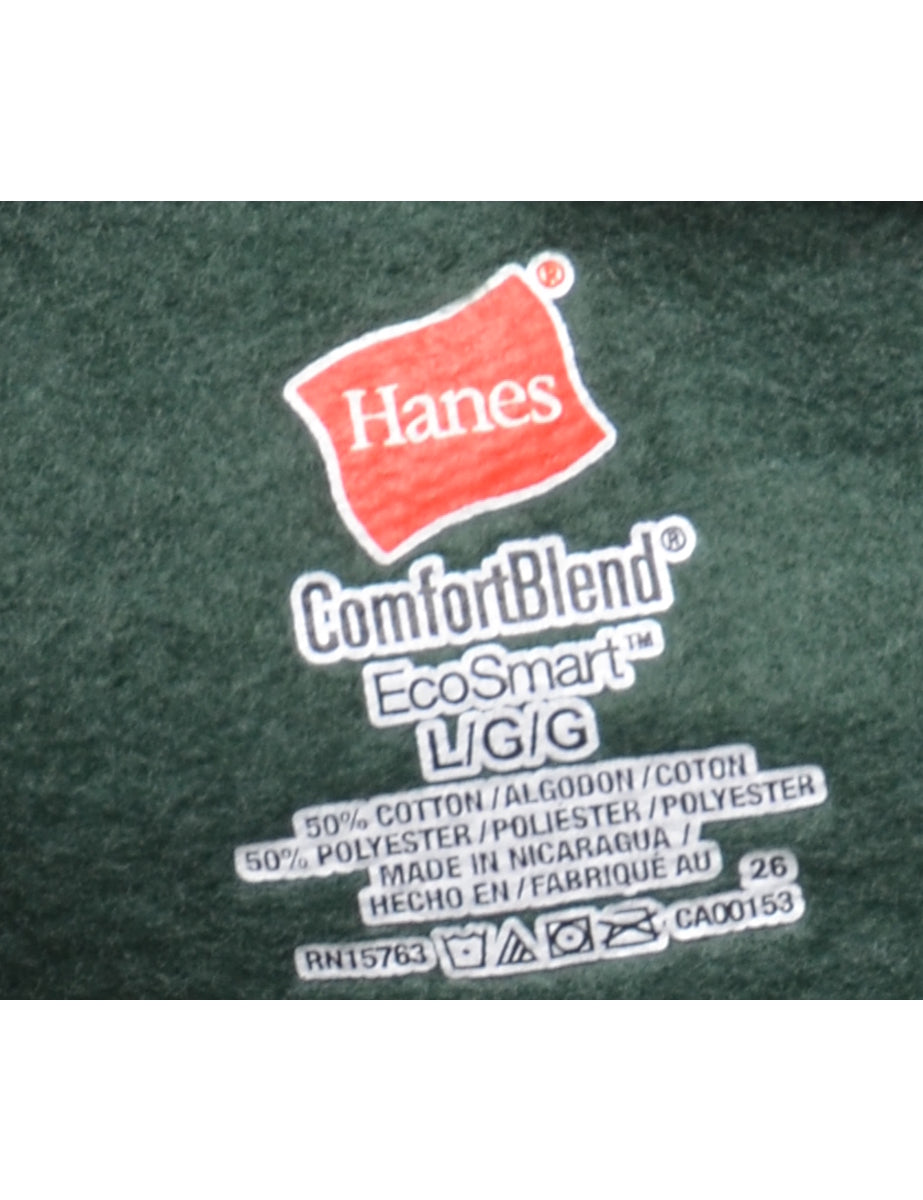 Hanes®
ComfortBlend®
EcoSmart™
L/G/G
50% COTTON/ALGODON/COTON
50% POLYESTER/POLIÉSTER/POLYESTER
MADE IN NICARAGUA /
HECHO EN/FABRIQUÉ AU 26
RN15763 CA00153